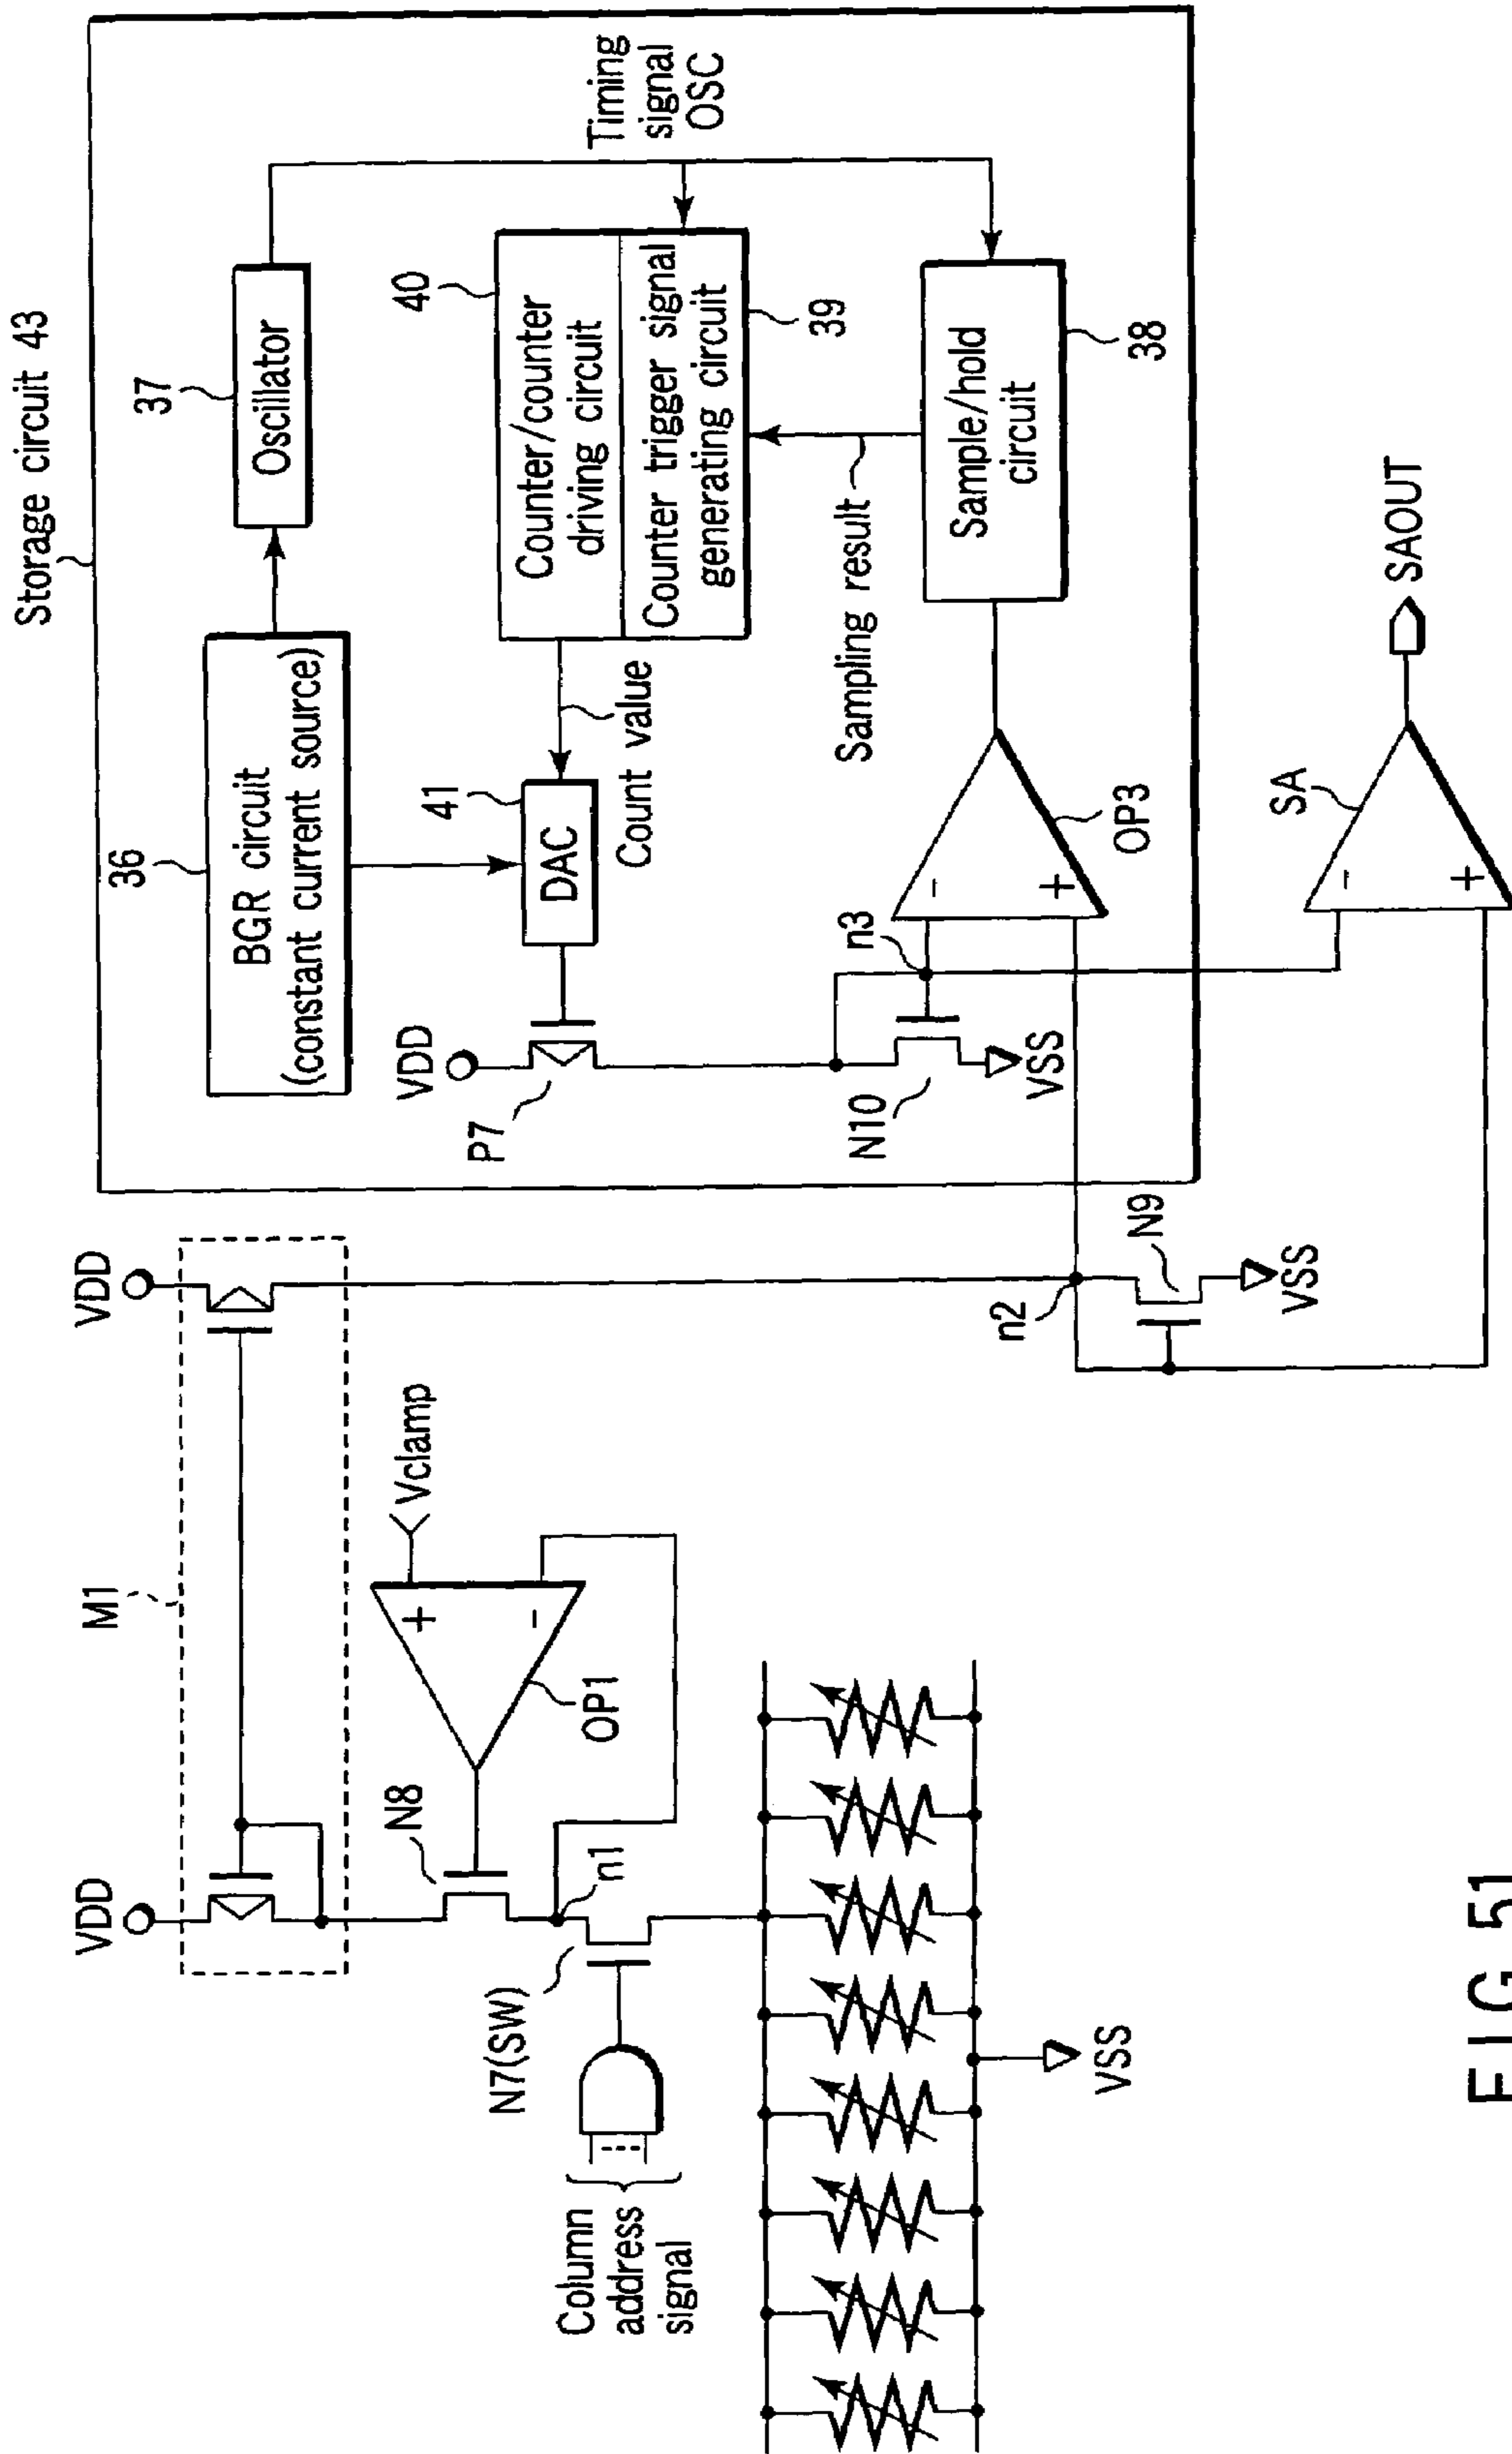 Storage circuit 43
36
BGR circuit
(constant current source)
37
Oscillator
Timing
signal
OSC
40
Counter/counter
driving circuit
Counter trigger signal
generating circuit
39
41
DAC
Count value
Sampling result
Sample/hold
circuit
38
VDD
P7
n3
N10
VSS
-
+
OP3
SA
-
+
SAOUT
M1
VDD
VDD
N8
Vclamp
+
-
OP1
n1
N7(SW)
Column
address
signal
VSS
n2
N9
VSS
FIG. 51